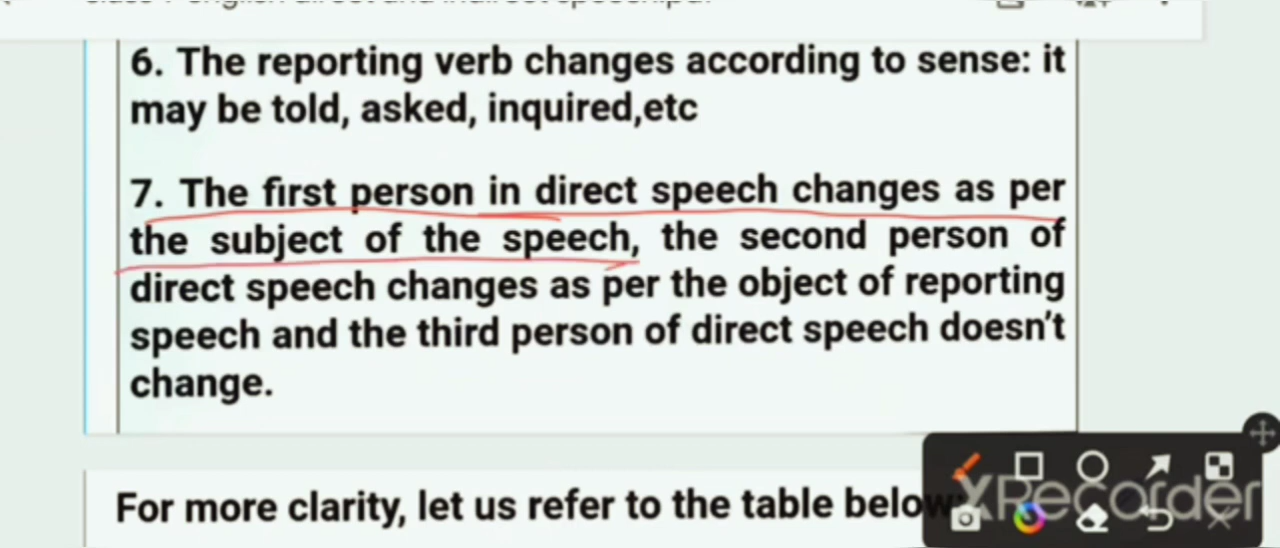 6. The reporting verb changes according to sense: it
may be told, asked, inquired,etc
7. The first person in direct speech changes as per
the subject of the speech, the second person of
direct speech changes as per the object of reporting
speech and the third person of direct speech doesn't
change.
For more clarity, let us refer to the table below
XRecorder